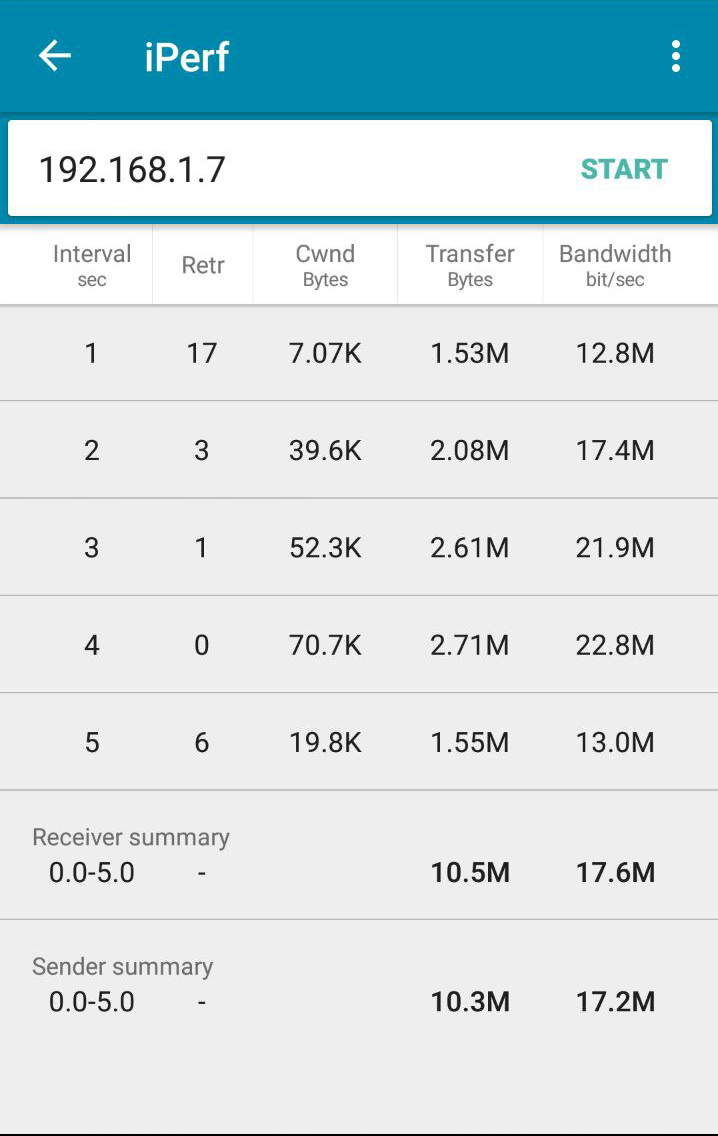 iPerf
192.168.1.7 START
Interval Retr Cwnd Transfer Bandwidth
sec Bytes Bytes bit/sec
1 17 7.07K 1.53M 12.8M
2 3 39.6K 2.08M 17.4M
3 1 52.3K 2.61M 21.9M
4 0 70.7K 2.71M 22.8M
5 6 19.8K 1.55M 13.0M
Receiver summary
0.0-5.0 - 10.5M 17.6M
Sender summary
0.0-5.0 - 10.3M 17.2M